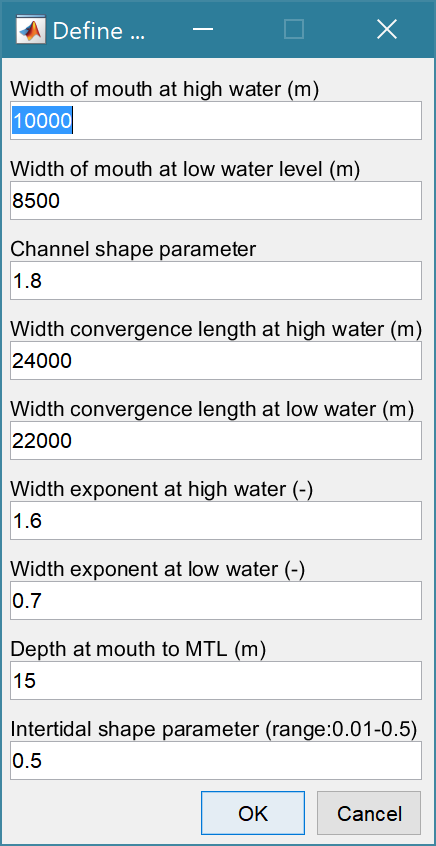 Define ...
Width of mouth at high water (m)
10000
Width of mouth at low water level (m)
8500
Channel shape parameter
1.8
Width convergence length at high water (m)
24000
Width convergence length at low water (m)
22000
Width exponent at high water (-)
1.6
Width exponent at low water (-)
0.7
Depth at mouth to MTL (m)
15
Intertidal shape parameter (range:0.01-0.5)
0.5
OK Cancel